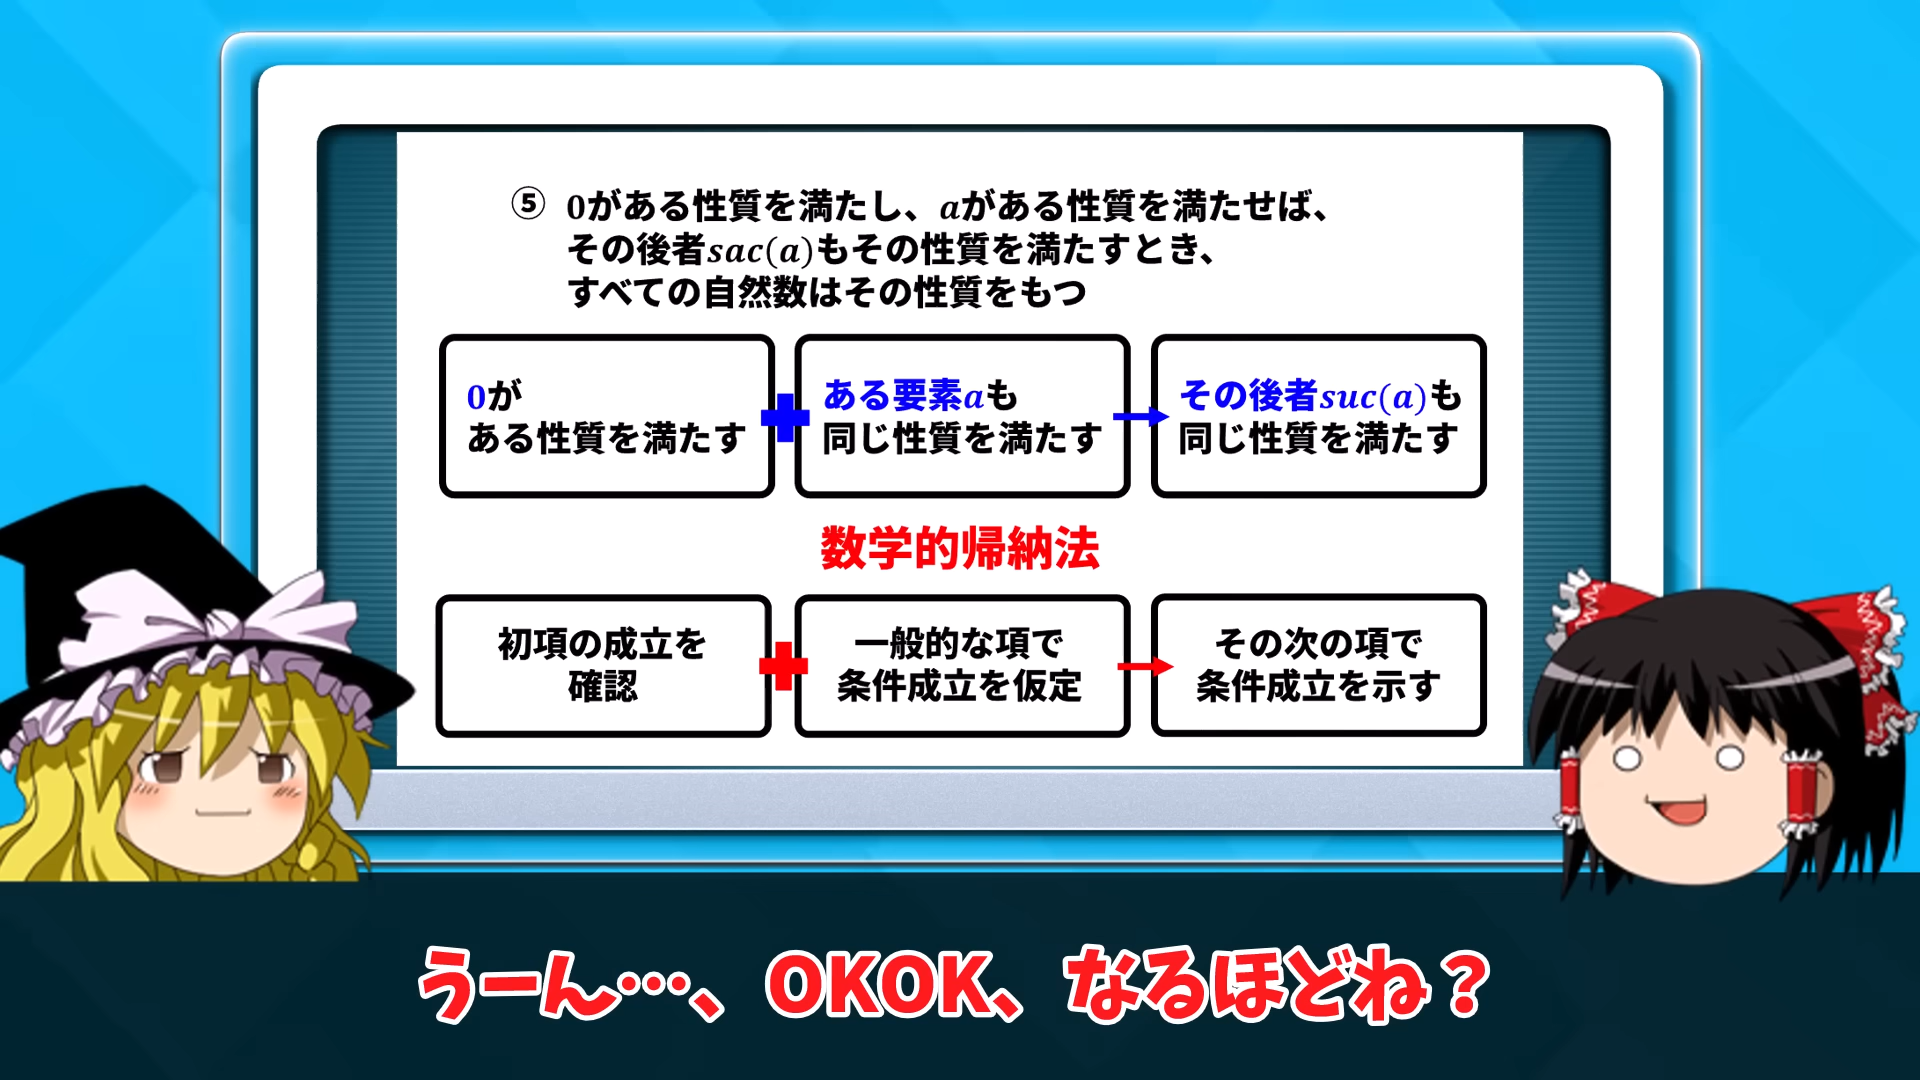 ⑤ 0がある性質を満たし、aがある性質を満たせば、
その後者sac(a)もその性質を満たすとき、
すべての自然数はその性質をもつ
0が
ある性質を満たす
ある要素aも
同じ性質を満たす
その後者suc(a)も
同じ性質を満たす
数学的帰納法
初項の成立を
確認
一般的な項で
条件成立を仮定
その次の項で
条件成立を示す
うーん…、OKOK、なるほどね？